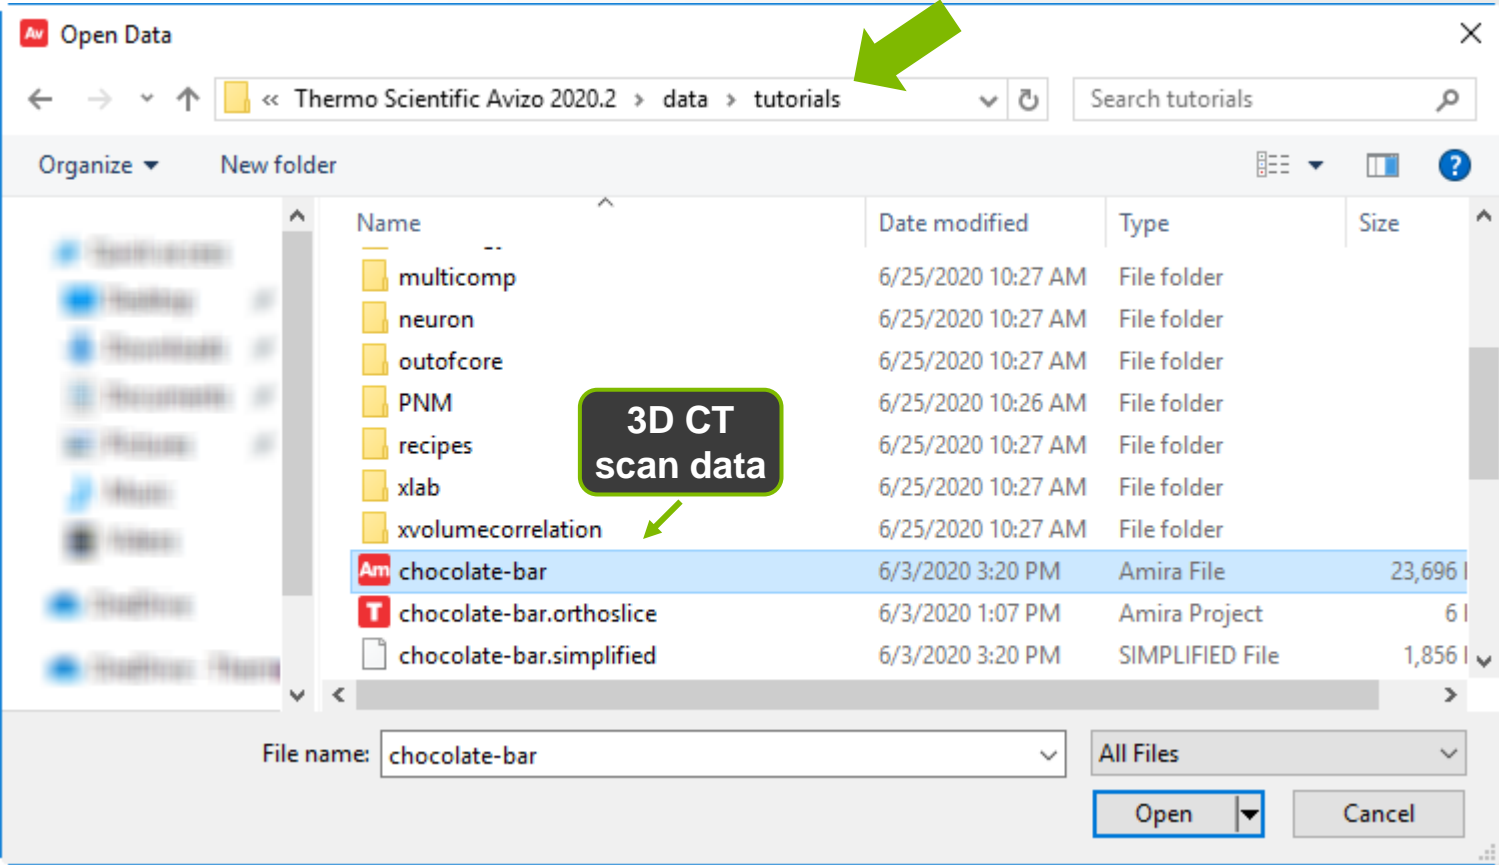 Av Open Data
« Thermo Scientific Avizo 2020.2 > data > tutorials
Search tutorials
Organize New folder
?
Name Date modified Type Size
multicomp 6/25/2020 10:27 AM File folder
neuron 6/25/2020 10:27 AM File folder
outofcore 6/25/2020 10:27 AM File folder
PNM 6/25/2020 10:26 AM File folder
recipes 6/25/2020 10:27 AM File folder
xlab 6/25/2020 10:27 AM File folder
xvolumecorrelation 6/25/2020 10:27 AM File folder
3D CT
scan data
Am chocolate-bar 6/3/2020 3:20 PM Amira File 23,696
T chocolate-bar.orthoslice 6/3/2020 1:07 PM Amira Project 6
chocolate-bar.simplified 6/3/2020 3:20 PM SIMPLIFIED File 1,856
File name: chocolate-bar All Files
Open Cancel